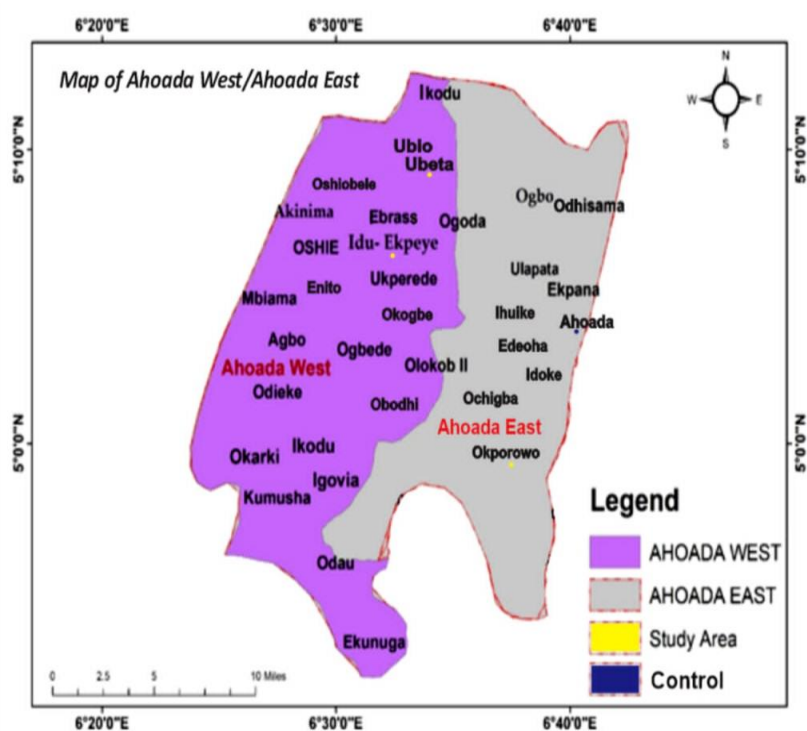 6°20'0"E 6°30'0"E 6°40'0"E
Map of Ahoada West/Ahoada East
N
W E
S
5°10'0"N
5°10'0"N
Ikodu
Ublo
Ubeta
Oshiobele
Akinima
Ebrass
Ogoda
Ogbo
Odhisama
OSHIE
Idu- Ekpeye
Ulapata
Ukperede
Enito
Ekpana
Mbiama
Okogbe
Ihuike
Ahoada
Agbo
Ogbede
Edeoha
Ahoada West
Olokob II
Idoke
Odieke
Obodhi
Ochigba
Ahoada East
5°0'0"N
5°0'0"N
Ikodu
Okarki
Okporowo
Igovia
Kumusha
Odau
Ekunuga
Legend
AHOADA WEST
AHOADA EAST
Study Area
Control
0 2.5 5 10 Miles
6°20'0"E 6°30'0"E 6°40'0"E